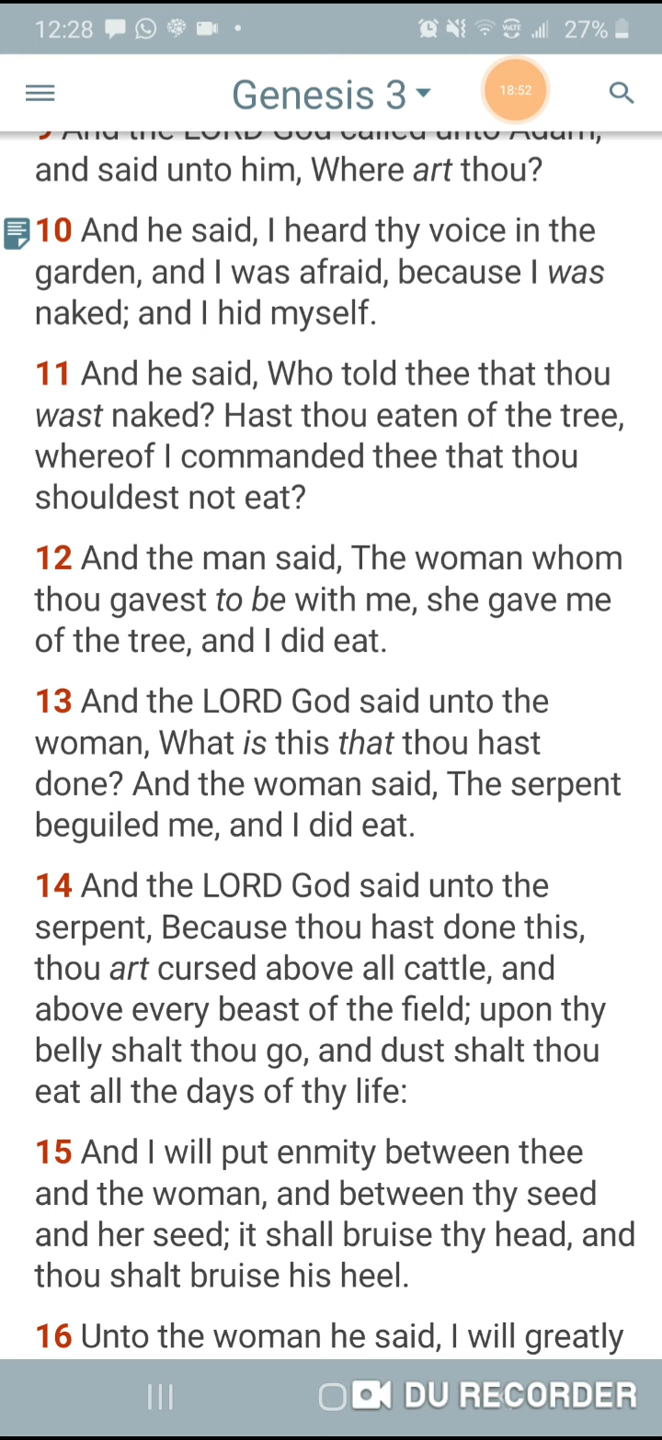 12:28
27%
Genesis 3
18:52
9 And the LORD God called unto Adam,
and said unto him, Where art thou?
10 And he said, I heard thy voice in the
garden, and I was afraid, because I was
naked; and I hid myself.
11 And he said, Who told thee that thou
wast naked? Hast thou eaten of the tree,
whereof I commanded thee that thou
shouldest not eat?
12 And the man said, The woman whom
thou gavest to be with me, she gave me
of the tree, and I did eat.
13 And the LORD God said unto the
woman, What is this that thou hast
done? And the woman said, The serpent
beguiled me, and I did eat.
14 And the LORD God said unto the
serpent, Because thou hast done this,
thou art cursed above all cattle, and
above every beast of the field; upon thy
belly shalt thou go, and dust shalt thou
eat all the days of thy life:
15 And I will put enmity between thee
and the woman, and between thy seed
and her seed; it shall bruise thy head, and
thou shalt bruise his heel.
16 Unto the woman he said, I will greatly
DU RECORDER